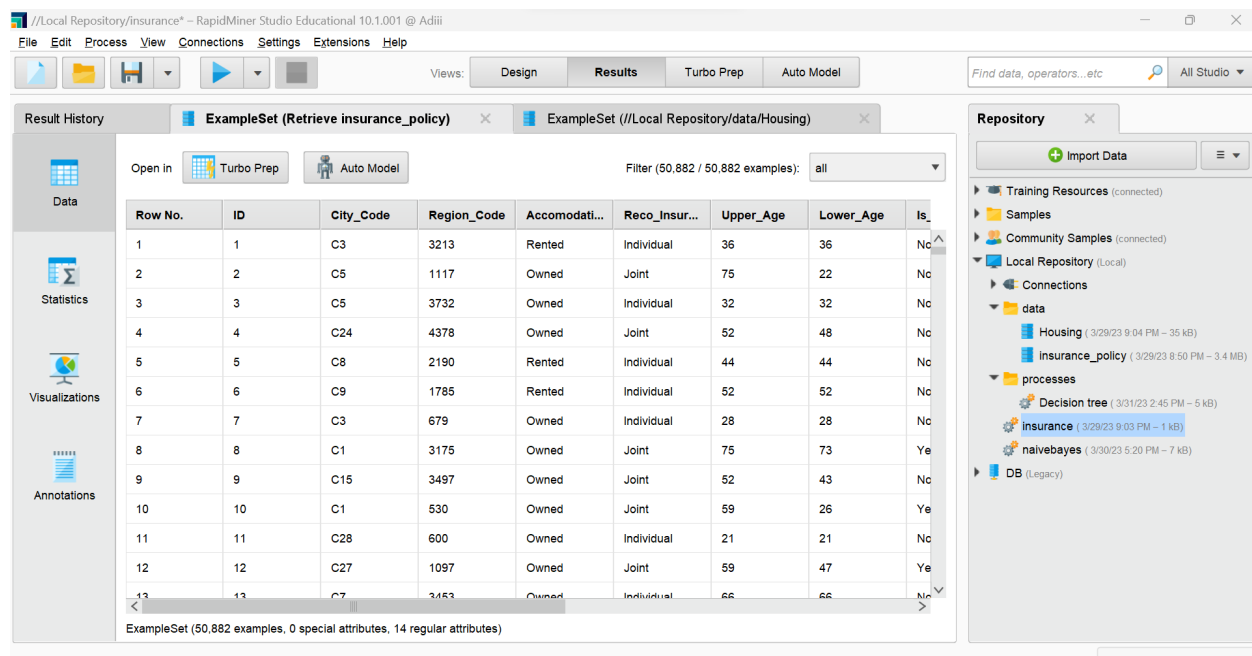 //Local Repository/insurance* – RapidMiner Studio Educational 10.1.001 @ Adiii
File Edit Process View Connections Settings Extensions Help
Views: Design Results Turbo Prep Auto Model Find data, operators...etc All Studio
Result History ExampleSet (Retrieve insurance_policy) ExampleSet (//Local Repository/data/Housing)
Data
Statistics
Visualizations
Annotations
Open in Turbo Prep Auto Model Filter (50,882 / 50,882 examples): all
Row No. ID City_Code Region_Code Accomodati... Reco_Insur... Upper_Age Lower_Age Is_
1 1 C3 3213 Rented Individual 36 36 No
2 2 C5 1117 Owned Joint 75 22 No
3 3 C5 3732 Owned Individual 32 32 No
4 4 C24 4378 Owned Joint 52 48 No
5 5 C8 2190 Rented Individual 44 44 No
6 6 C9 1785 Rented Individual 52 52 No
7 7 C3 679 Owned Individual 28 28 No
8 8 C1 3175 Owned Joint 75 73 Ye
9 9 C15 3497 Owned Joint 52 43 No
10 10 C1 530 Owned Joint 59 26 Ye
11 11 C28 600 Owned Individual 21 21 No
12 12 C27 1097 Owned Joint 59 47 Ye
13 13 C7 3453 Owned Individual 66 66 No
ExampleSet (50,882 examples, 0 special attributes, 14 regular attributes)
Repository
Import Data
Training Resources (connected)
Samples
Community Samples (connected)
Local Repository (Local)
Connections
data
Housing ( 3/29/23 9:04 PM – 35 kB)
insurance_policy ( 3/29/23 8:50 PM – 3.4 MB)
processes
Decision tree ( 3/31/23 2:45 PM – 5 kB)
insurance ( 3/29/23 9:03 PM – 1 kB)
naivebayes ( 3/30/23 5:20 PM – 7 kB)
DB (Legacy)